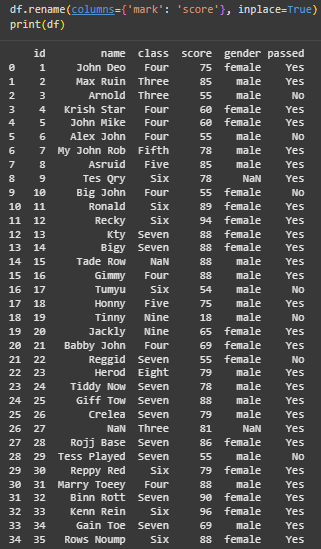 df.rename(columns={'mark': 'score'}, inplace=True)
print(df)
id name class score gender passed
0 1 John Deo Four 75 female Yes
1 2 Max Ruin Three 85 male Yes
2 3 Arnold Three 55 male No
3 4 Krish Star Four 60 female Yes
4 5 John Mike Four 60 female Yes
5 6 Alex John Four 55 male No
6 7 My John Rob Fifth 78 male Yes
7 8 Asruid Five 85 male Yes
8 9 Tes Qry Six 78 NaN Yes
9 10 Big John Four 55 female No
10 11 Ronald Six 89 female Yes
11 12 Recky Six 94 female Yes
12 13 Kty Seven 88 female Yes
13 14 Bigy Seven 88 female Yes
14 15 Tade Row NaN 88 male Yes
15 16 Gimmy Four 88 male Yes
16 17 Tumyu Six 54 male No
17 18 Honny Five 75 male Yes
18 19 Tinny Nine 18 male No
19 20 Jackly Nine 65 female Yes
20 21 Babby John Four 69 female Yes
21 22 Reggid Seven 55 female No
22 23 Herod Eight 79 male Yes
23 24 Tiddy Now Seven 78 male Yes
24 25 Giff Tow Seven 88 male Yes
25 26 Crelea Seven 79 male Yes
26 27 NaN Three 81 NaN Yes
27 28 Rojj Base Seven 86 female Yes
28 29 Tess Played Seven 55 male No
29 30 Reppy Red Six 79 female Yes
30 31 Marry Toeey Four 88 male Yes
31 32 Binn Rott Seven 90 female Yes
32 33 Kenn Rein Six 96 female Yes
33 34 Gain Toe Seven 69 male Yes
34 35 Rows Noump Six 88 female Yes